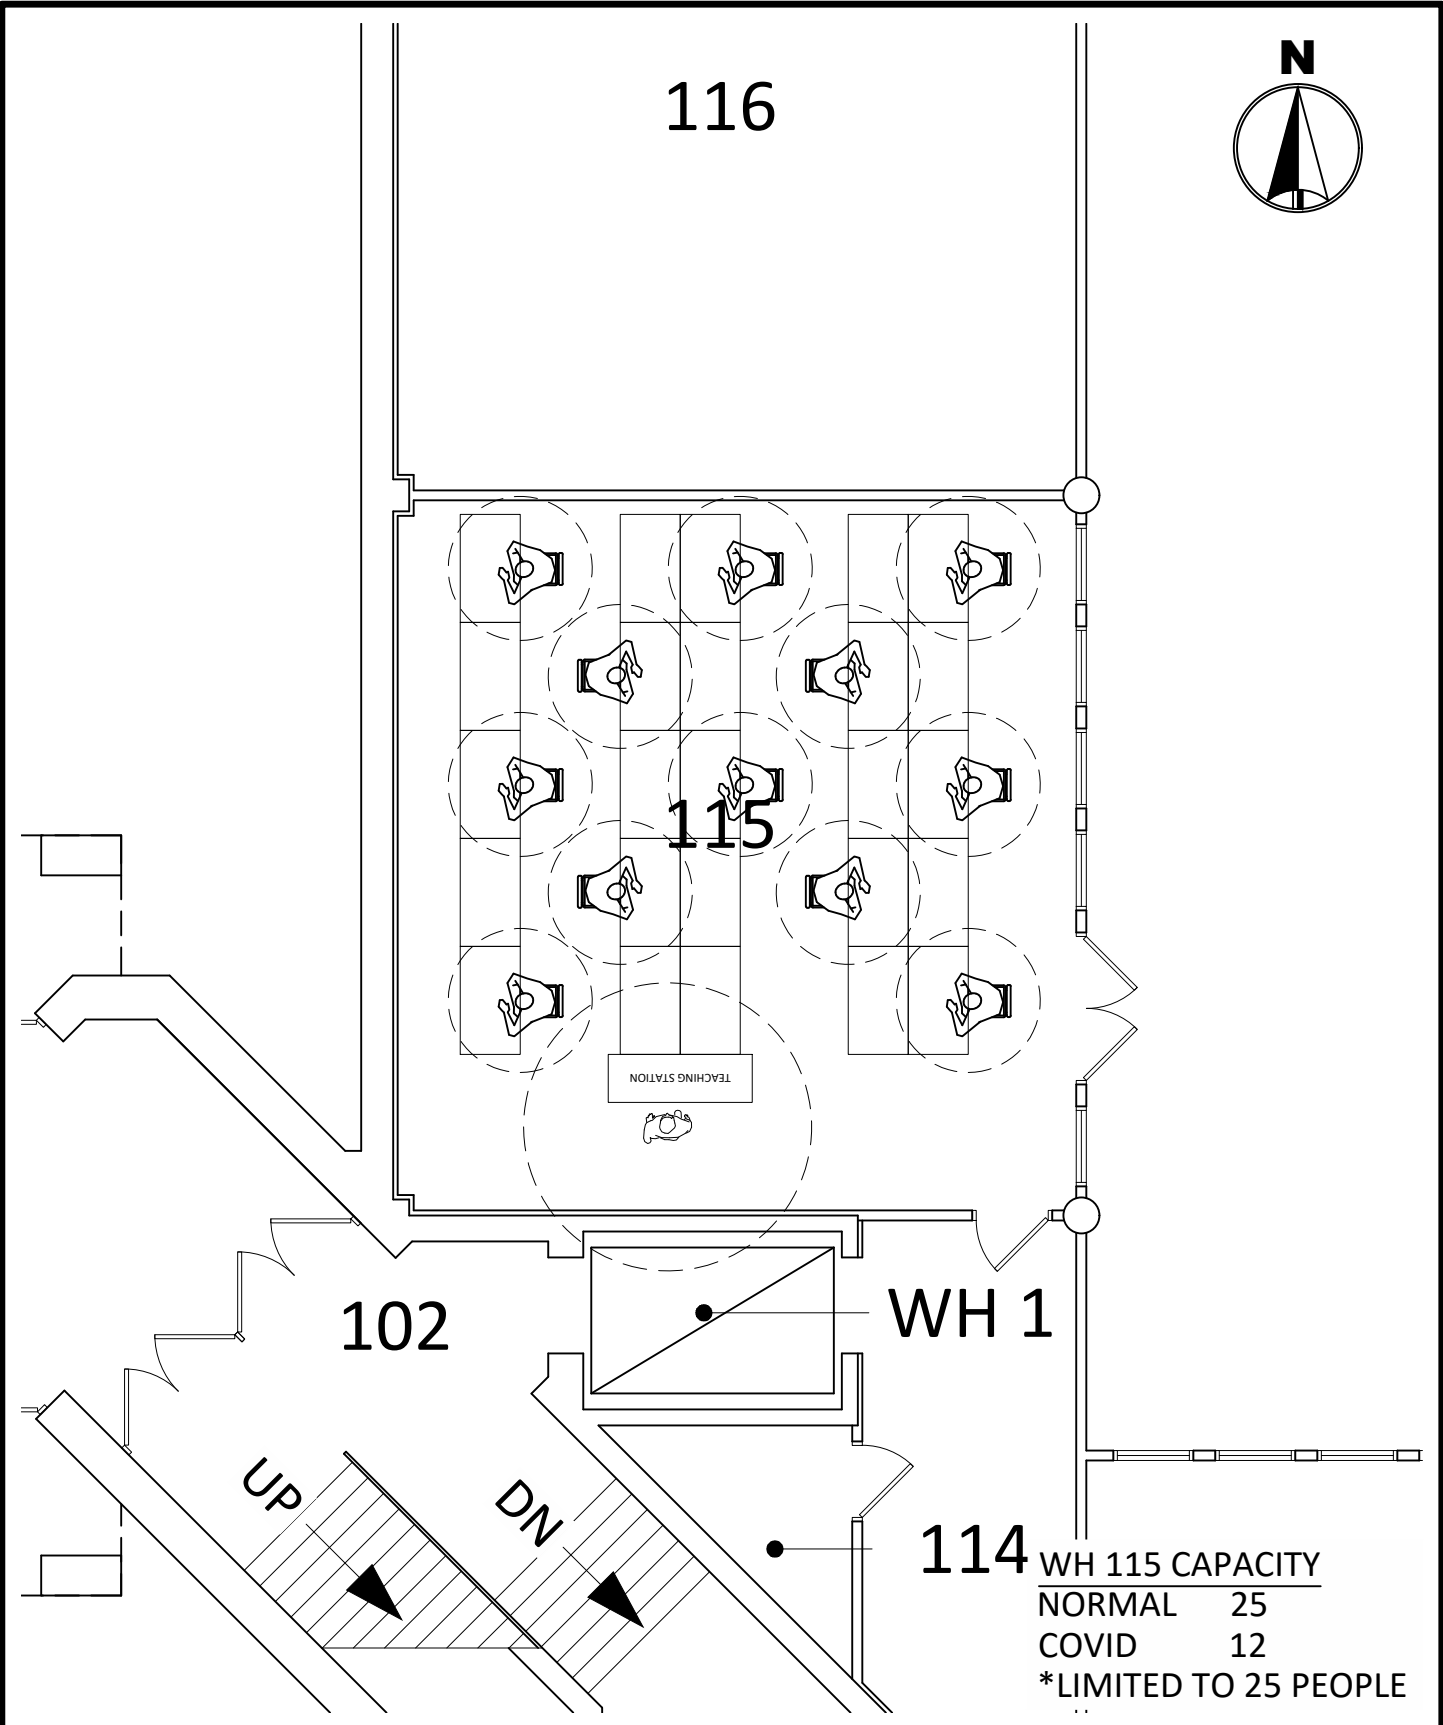 N
116
115
TEACHING STATION
102
WH 1
UP
DN
114
WH 115 CAPACITY
NORMAL 25
COVID 12
*LIMITED TO 25 PEOPLE